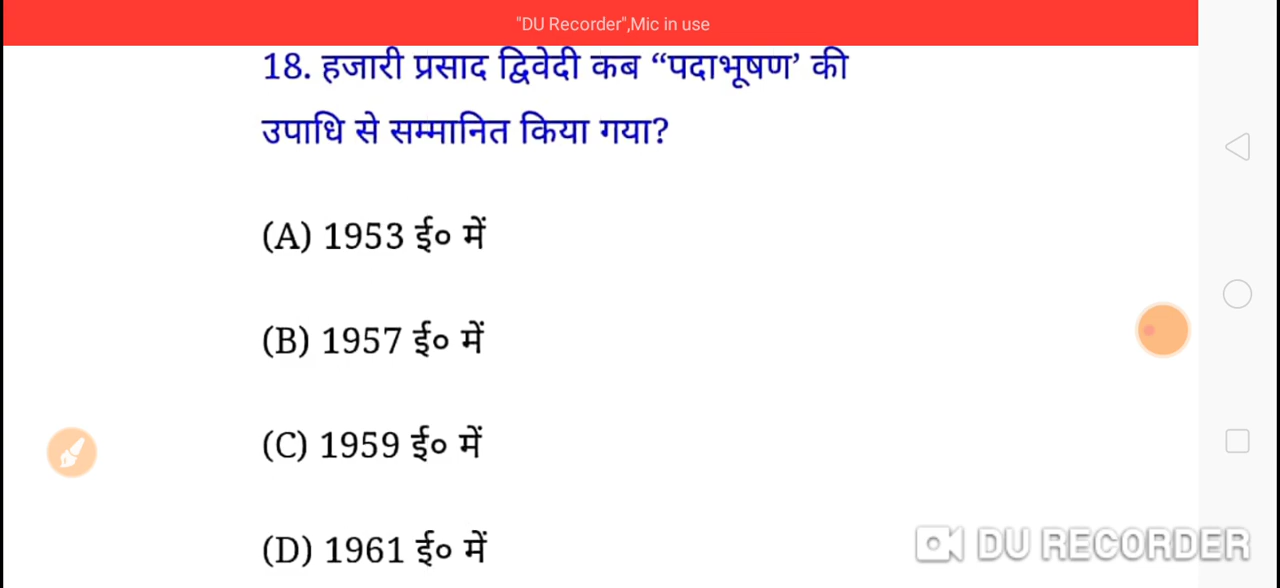 "DU Recorder",Mic in use
18. हजारी प्रसाद द्विवेदी कब “पदाभूषण’ की
उपाधि से सम्मानित किया गया?
(A) 1953 ई० में
(B) 1957 ई० में
(C) 1959 ई० में
(D) 1961 ई० में
DU RECORDER